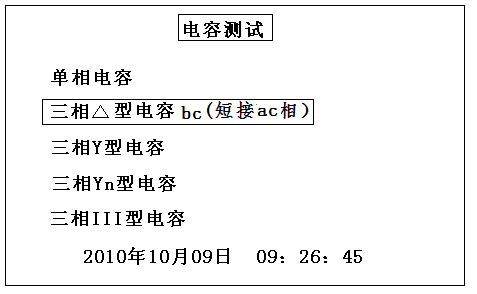 电容测试
单相电容
三相△型电容 bc(短接ac相)
三相Y型电容
三相Yn型电容
三相III型电容
2010年10月09日 09: 26: 45